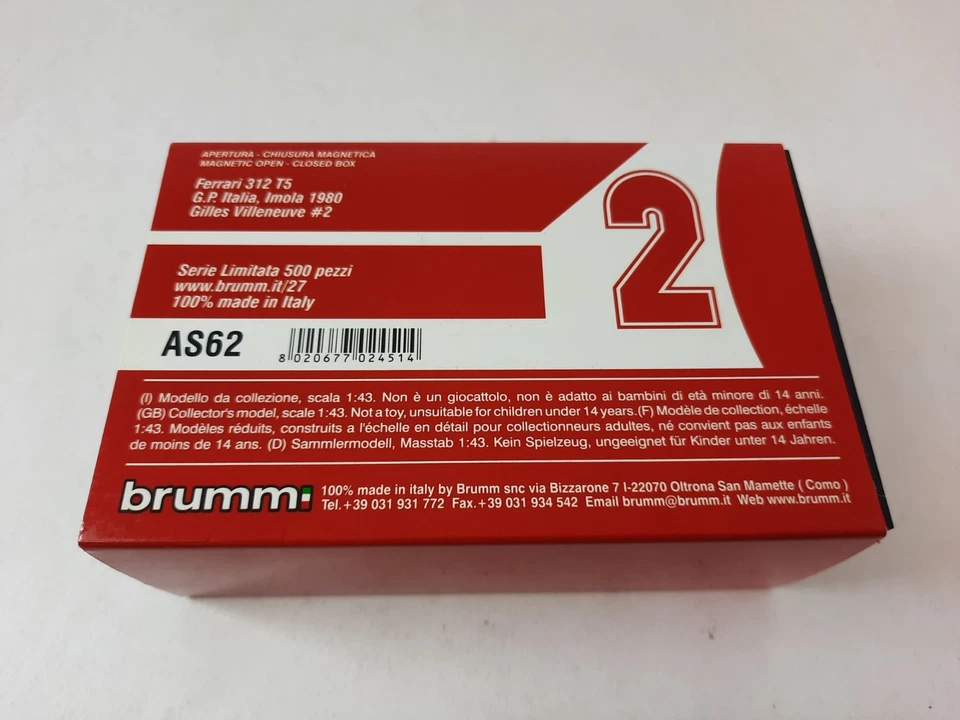 APERTURA - CHIUSURA MAGNETICA
MAGNETIC OPEN - CLOSED BOX
Ferrari 312 T5
G.P. Italia, Imola 1980
Gilles Villeneuve #2
2
Serie Limitata 500 pezzi
www.brumm.it/27
100% made in Italy
AS62
8 020677 024514
(I) Modello da collezione, scala 1:43. Non è un giocattolo, non è adatto ai bambini di età minore di 14 anni.
(GB) Collector's model, scale 1:43. Not a toy, unsuitable for children under 14 years.(F) Modèle de collection, échelle
1:43. Modèles réduits, construits a l'échelle en détail pour collectionneurs adultes, né convient pas aux enfants
de moins de 14 ans. (D) Sammlermodell, Masstab 1:43. Kein Spielzeug, ungeeignet für Kinder unter 14 Jahren.
brumm
100% made in italy by Brumm snc via Bizzarone 7 I-22070 Oltrona San Mamette ( Como )
Tel.+39 031 931 772 Fax.+39 031 934 542 Email brumm@brumm.it Web www.brumm.it